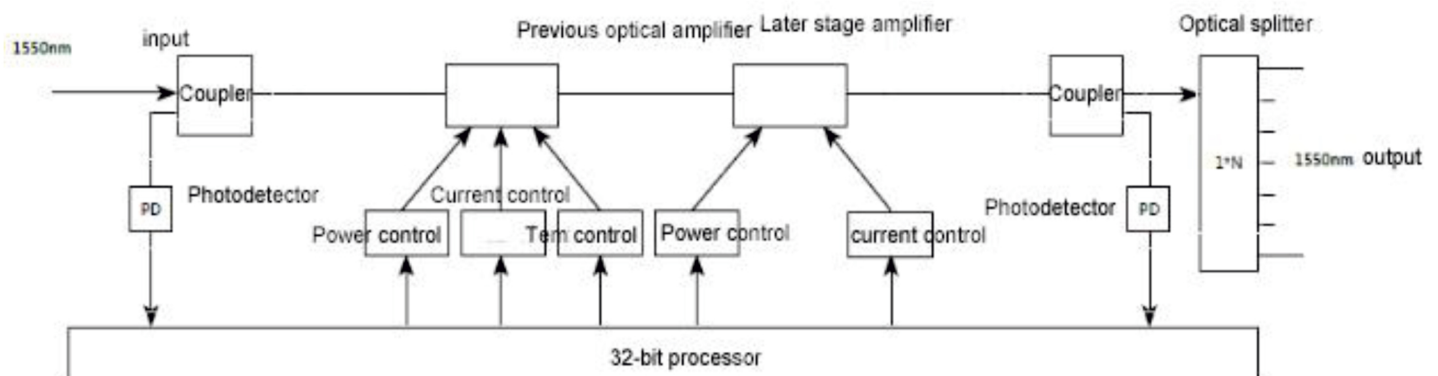 Previous optical amplifier
Later stage amplifier
Optical splitter
1550nm
input
Coupler
Coupler
1*N
1550nm output
Photodetector
PD
Current control
Power control
Tem control
Power control
current control
Photodetector
PD
32-bit processor